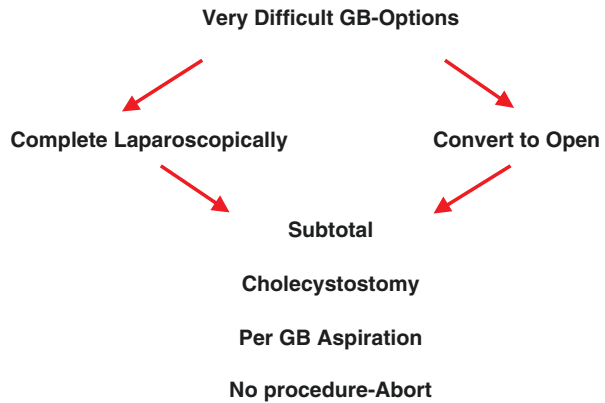 Very Difficult GB-Options
Complete Laparoscopically
Convert to Open
Subtotal
Cholecystostomy
Per GB Aspiration
No procedure-Abort